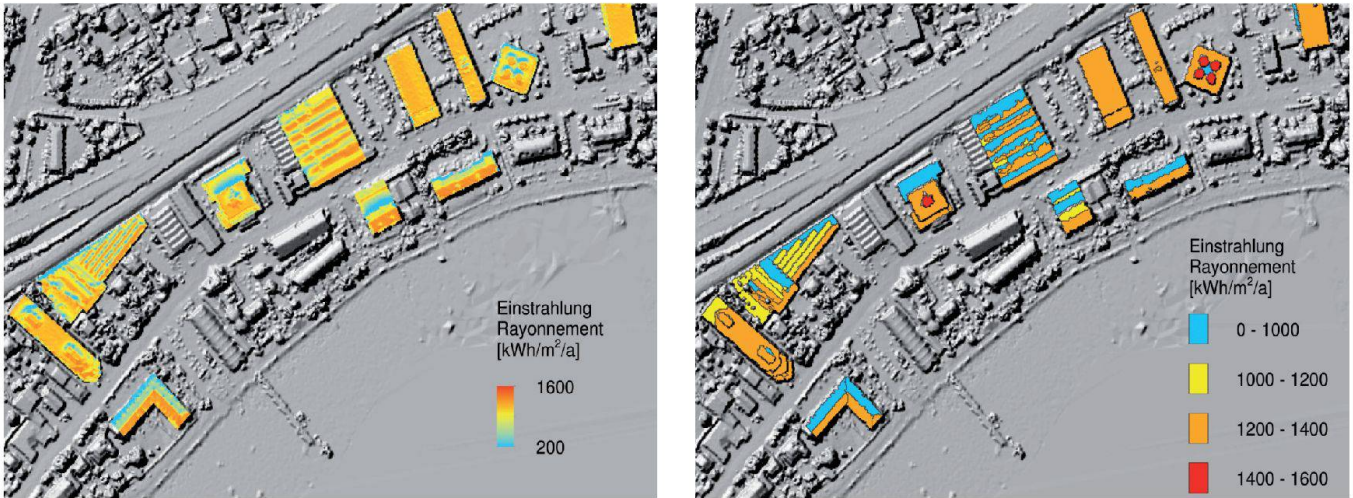 Einstrahlung
Rayonnement
[kWh/m²/a]
1600
200
Einstrahlung
Rayonnement
[kWh/m²/a]
0 - 1000
1000 - 1200
1200 - 1400
1400 - 1600